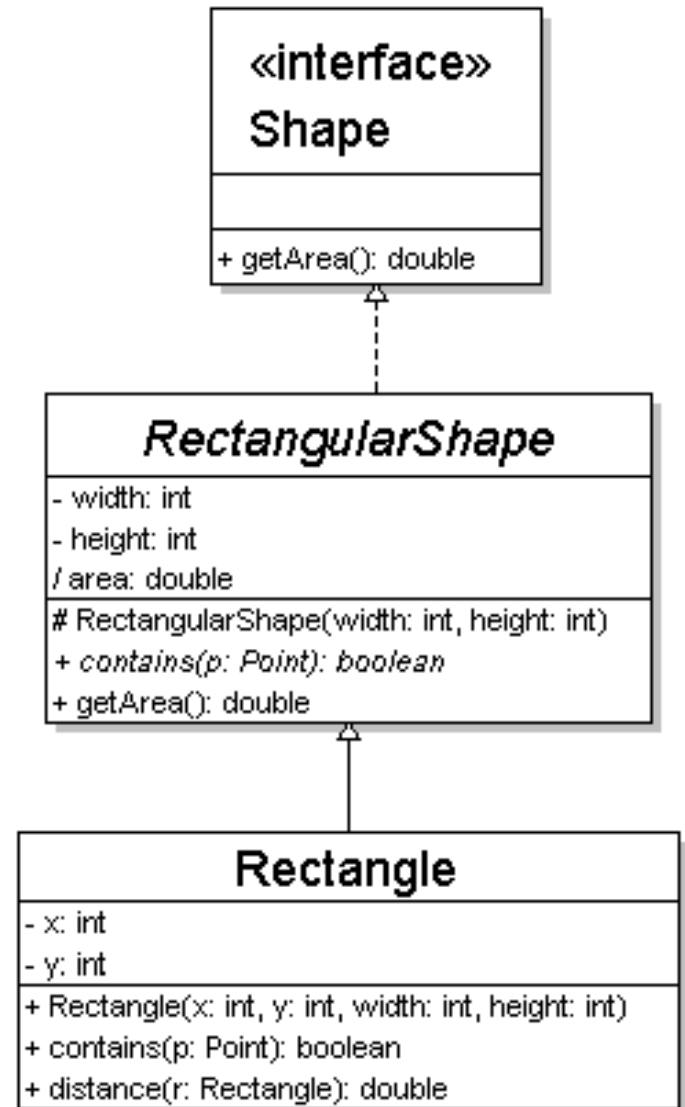 «interface»
Shape
+ getArea(): double
RectangularShape
- width: int
- height: int
/ area: double
# RectangularShape(width: int, height: int)
+ contains(p: Point): boolean
+ getArea(): double
Rectangle
- x: int
- y: int
+ Rectangle(x: int, y: int, width: int, height: int)
+ contains(p: Point): boolean
+ distance(r: Rectangle): double